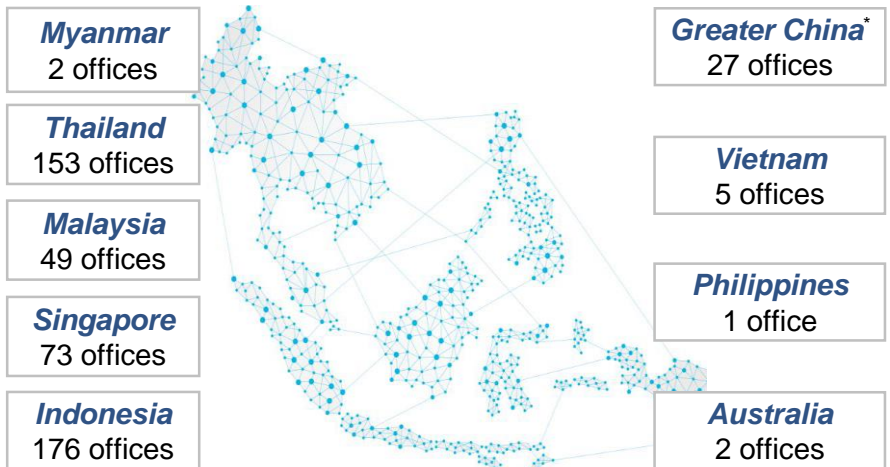 Myanmar
2 offices
Thailand
153 offices
Malaysia
49 offices
Singapore
73 offices
Indonesia
176 offices
Greater China*
27 offices
Vietnam
5 offices
Philippines
1 office
Australia
2 offices